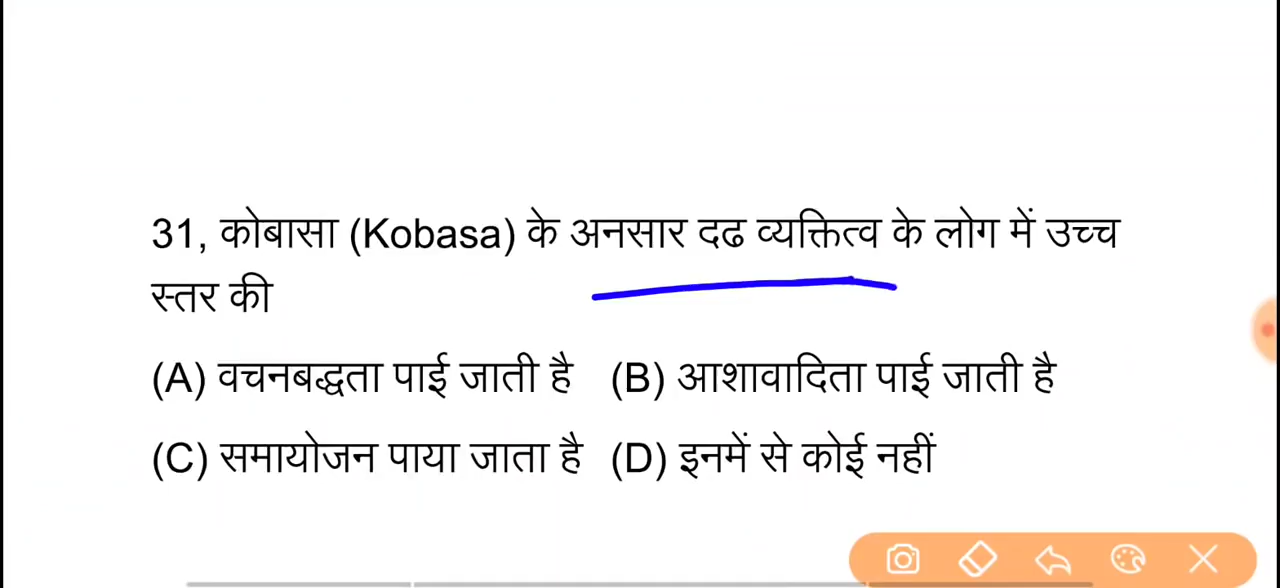 31, कोबासा (Kobasa) के अनसार दढ व्यक्तित्व के लोग में उच्च
स्तर की
(A) वचनबद्धता पाई जाती है (B) आशावादिता पाई जाती है
(C) समायोजन पाया जाता है (D) इनमें से कोई नहीं